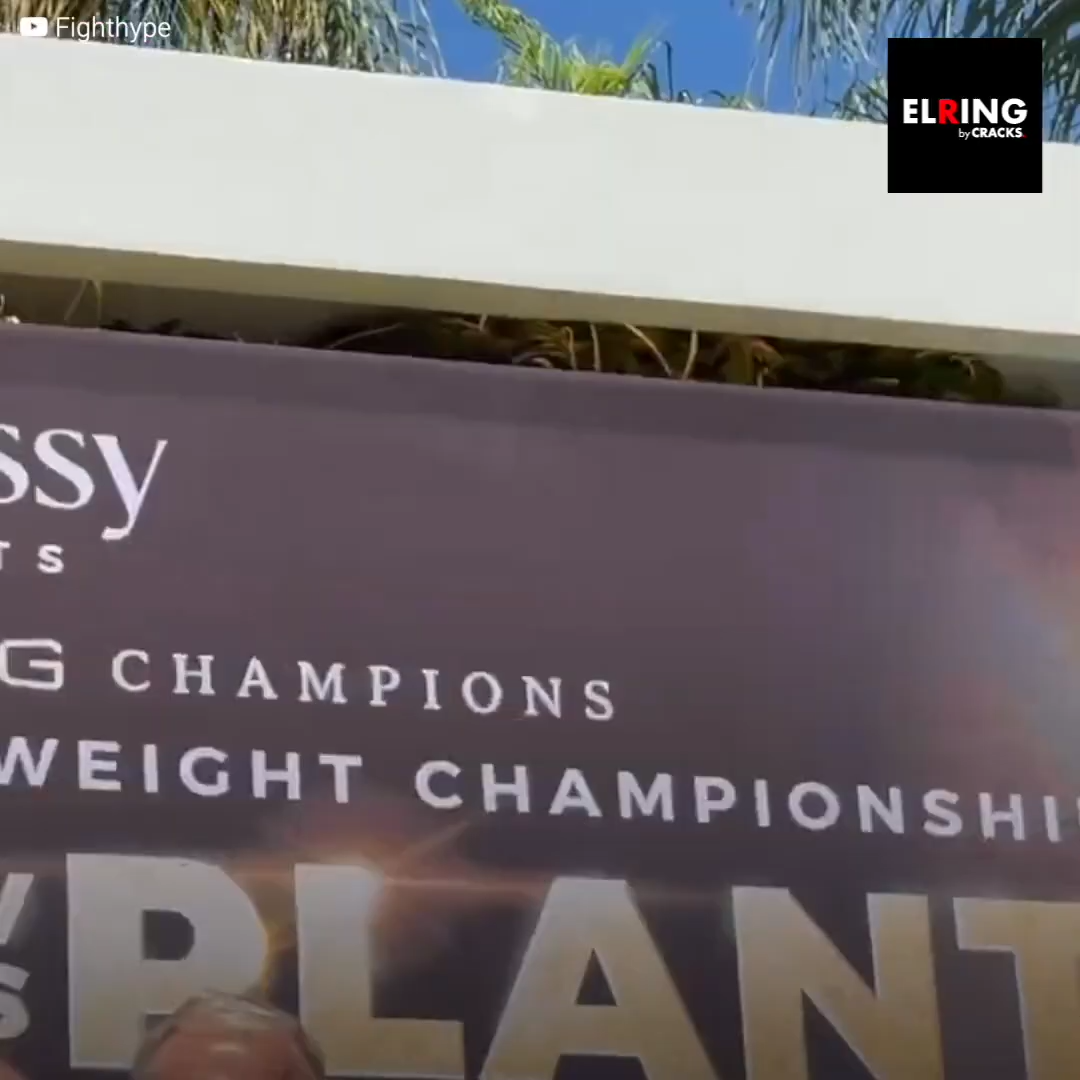 Fighthype
ELRING
by CRACKS.
ssy
TS
G CHAMPIONS
WEIGHT CHAMPIONSHI
V
S
PLANT